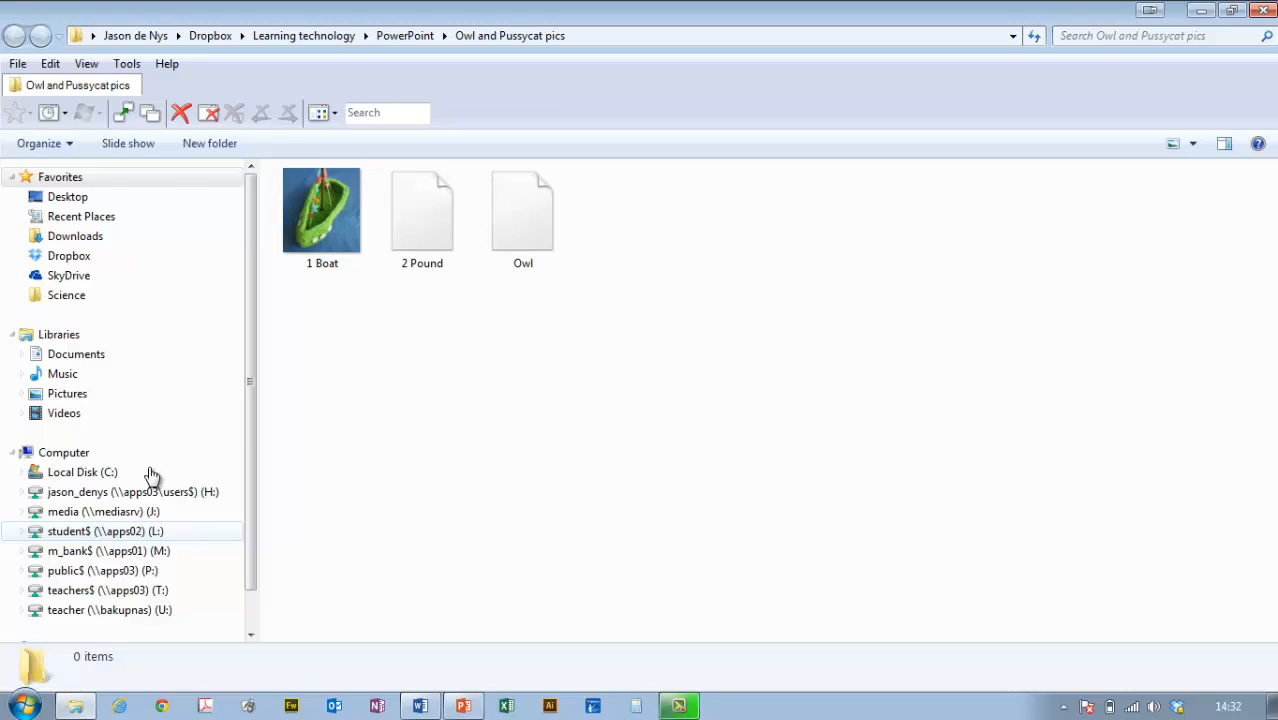 Jason de Nys Dropbox Learning technology PowerPoint Owl and Pussycat pics Search Owl and Pussycat pics
File Edit View Tools Help
Owl and Pussycat pics
Search
Organize Slide show New folder
Favorites
Desktop
Recent Places
Downloads
Dropbox
SkyDrive
Science
Libraries
Documents
Music
Pictures
Videos
Computer
Local Disk (C:)
jason_denys (\\apps03\users$) (H:)
media (\\mediasrv) (J:)
student$ (\\apps02) (L:)
m_bank$ (\\apps01) (M:)
public$ (\\apps03) (P:)
teachers$ (\\apps03) (T:)
teacher (\\bakupnas) (U:)
1 Boat 2 Pound Owl
0 items
Fw Ai
14:32